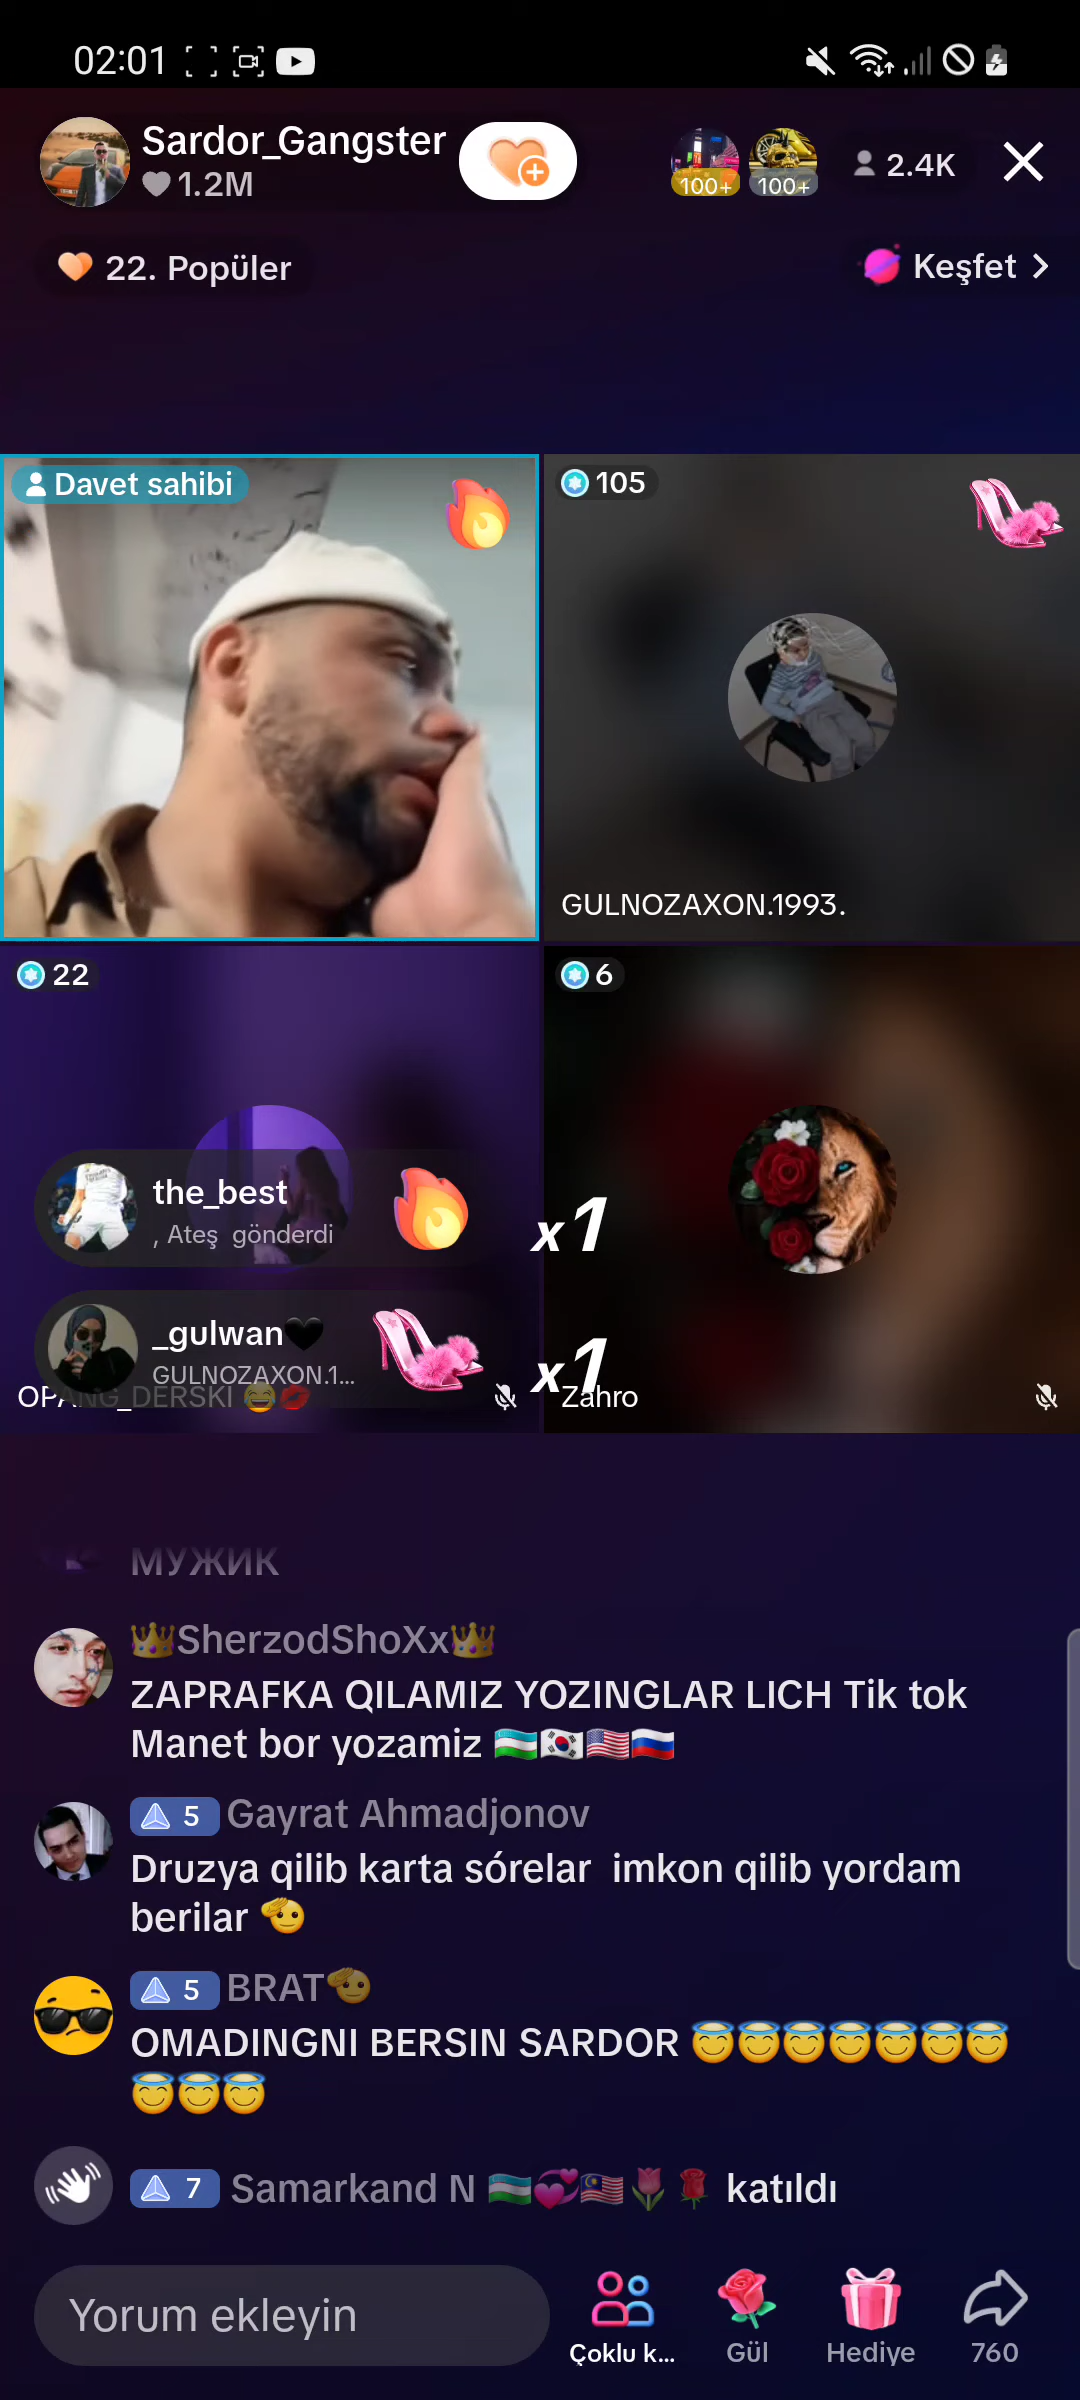 02:01
Sardor_Gangster
1.2M
100+
100+
2.4K
22. Popüler
Keşfet
Davet sahibi
105
GULNOZAXON.1993.
22
6
the_best
, Ateş gönderdi
x1
_gulwan🖤
GULNOZAXON.1...
x1
OPANG_DERSKI 😂💋
Zahro
МУЖИК
👑SherzodShoXx👑
ZAPRAFKA QILAMIZ YOZINGLAR LICH Tik tok
Manet bor yozamiz 🇺🇿🇰🇷🇺🇸🇷🇺
5 Gayrat Ahmadjonov
Druzya qilib karta sórelar imkon qilib yordam
berilar 🫡
5 BRAT🫡
OMADINGNI BERSIN SARDOR 😇😇😇😇😇😇😇
😇😇😇
7 Samarkand N 🇺🇿💞🇲🇾🌷🌹 katıldı
Yorum ekleyin
Çoklu k...
Gül
Hediye
760